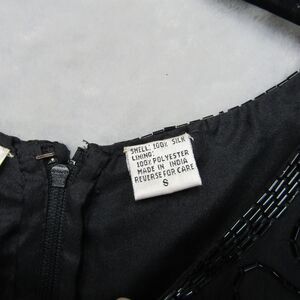 SHELL: 100% SILK
LINING:
100% POLYESTER
MADE IN INDIA
REVERSE FOR CARE
S